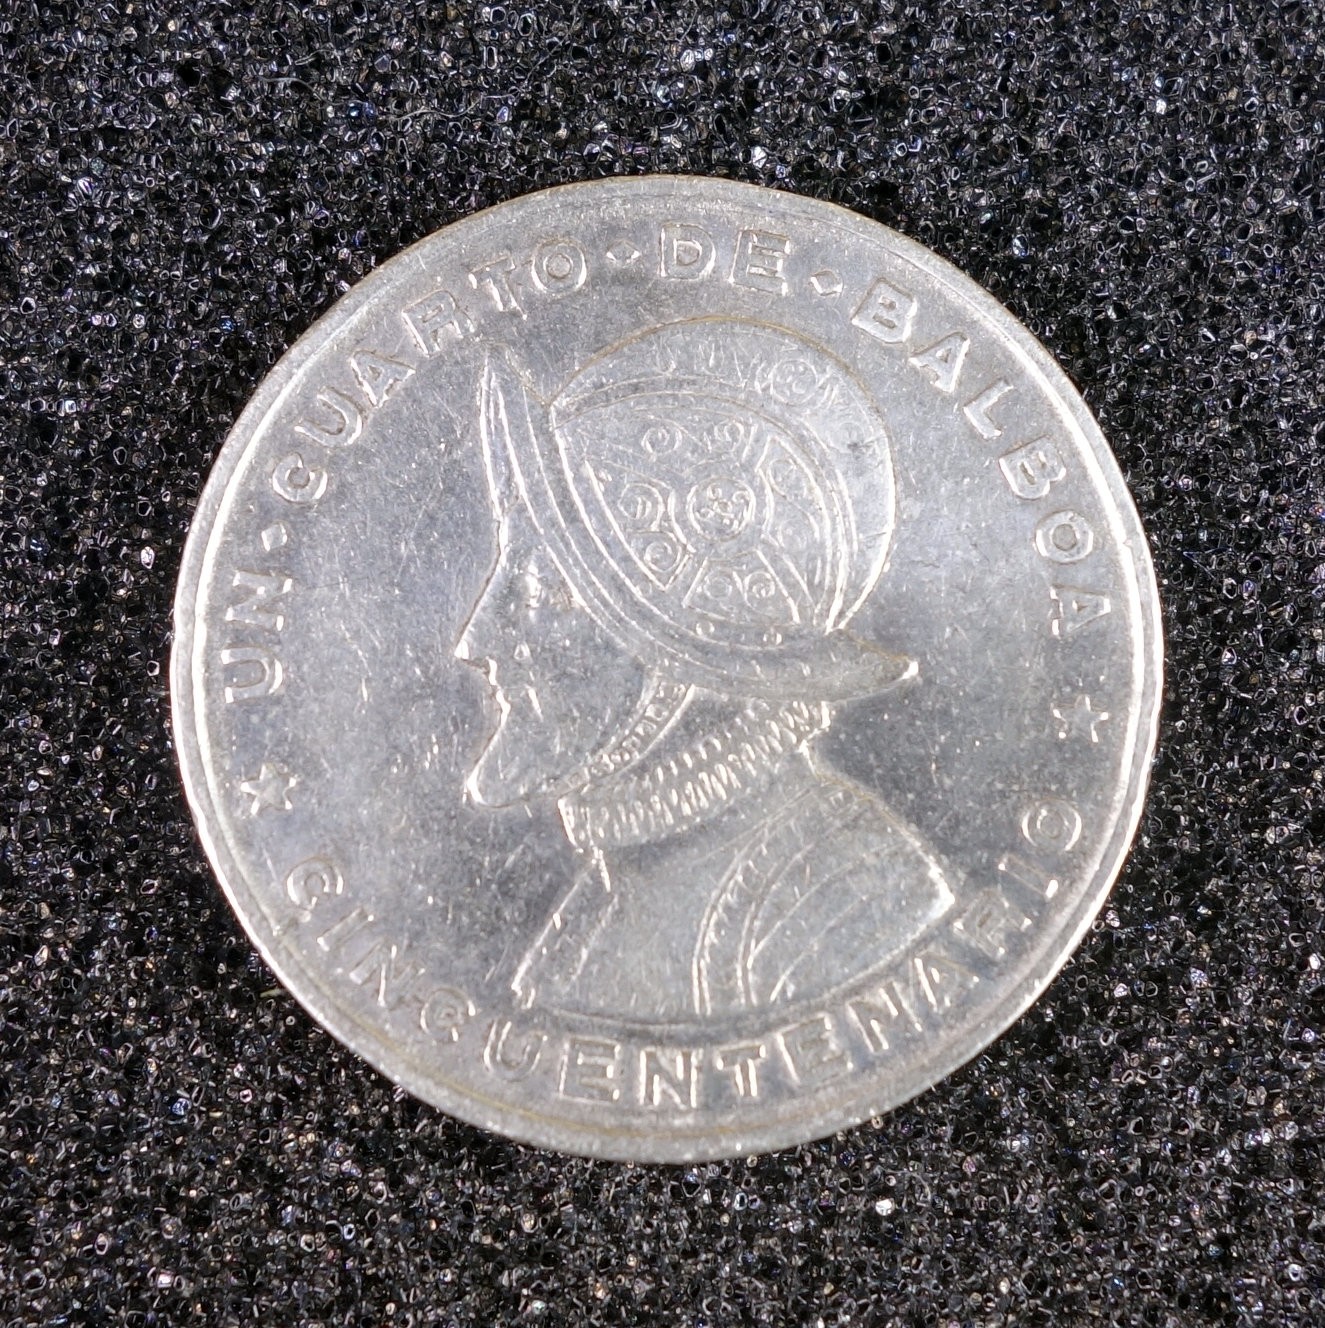 UN · CUARTO · DE · BALBOA
CINCUENTENARIO